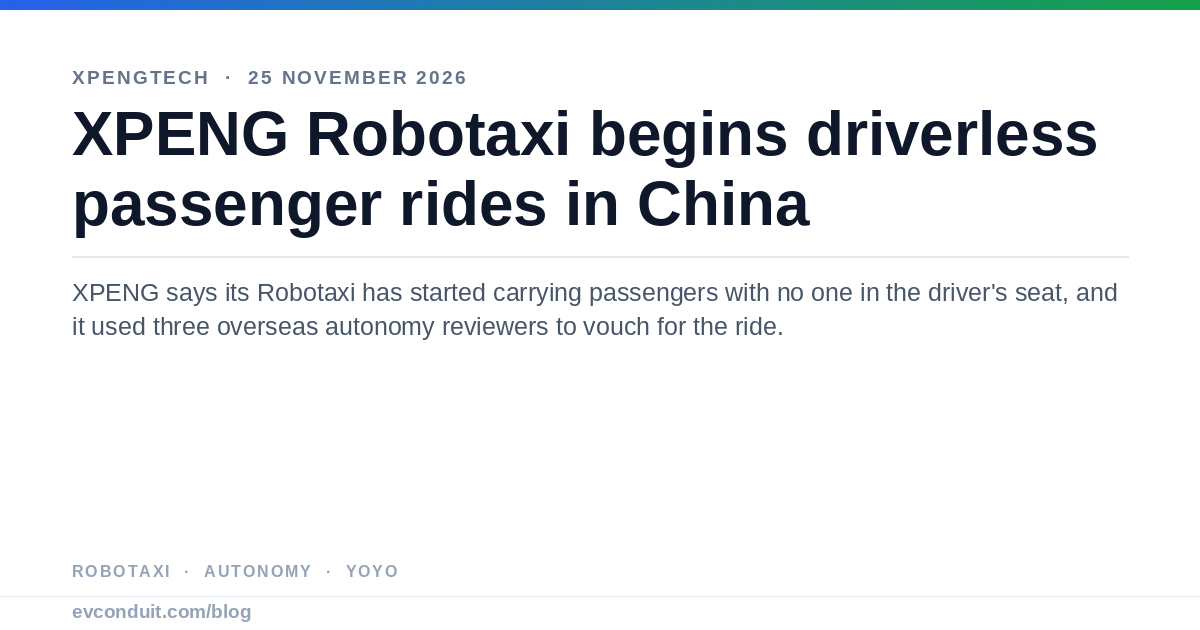 XPENGTECH · 25 NOVEMBER 2026
XPENG Robotaxi begins driverless
passenger rides in China
XPENG says its Robotaxi has started carrying passengers with no one in the driver's seat, and
it used three overseas autonomy reviewers to vouch for the ride.
ROBOTAXI · AUTONOMY · YOYO
evconduit.com/blog